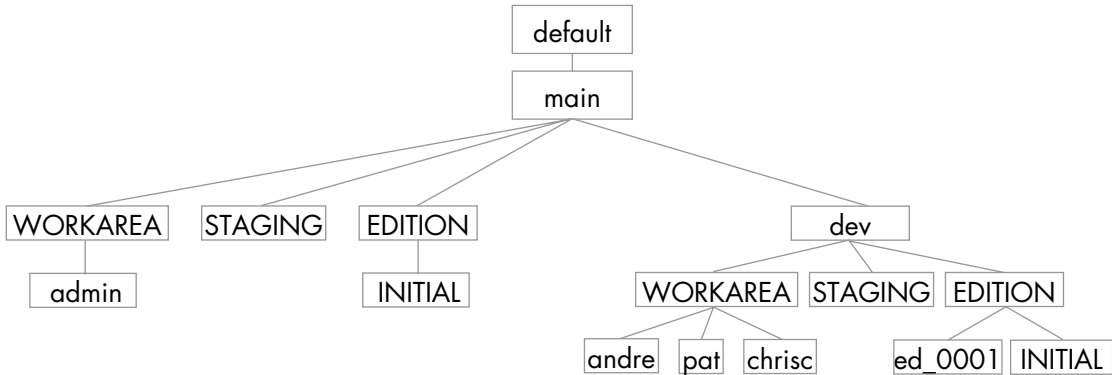 default
main
WORKAREA STAGING EDITION dev
admin INITIAL WORKAREA STAGING EDITION
andre pat chrisc ed_0001 INITIAL